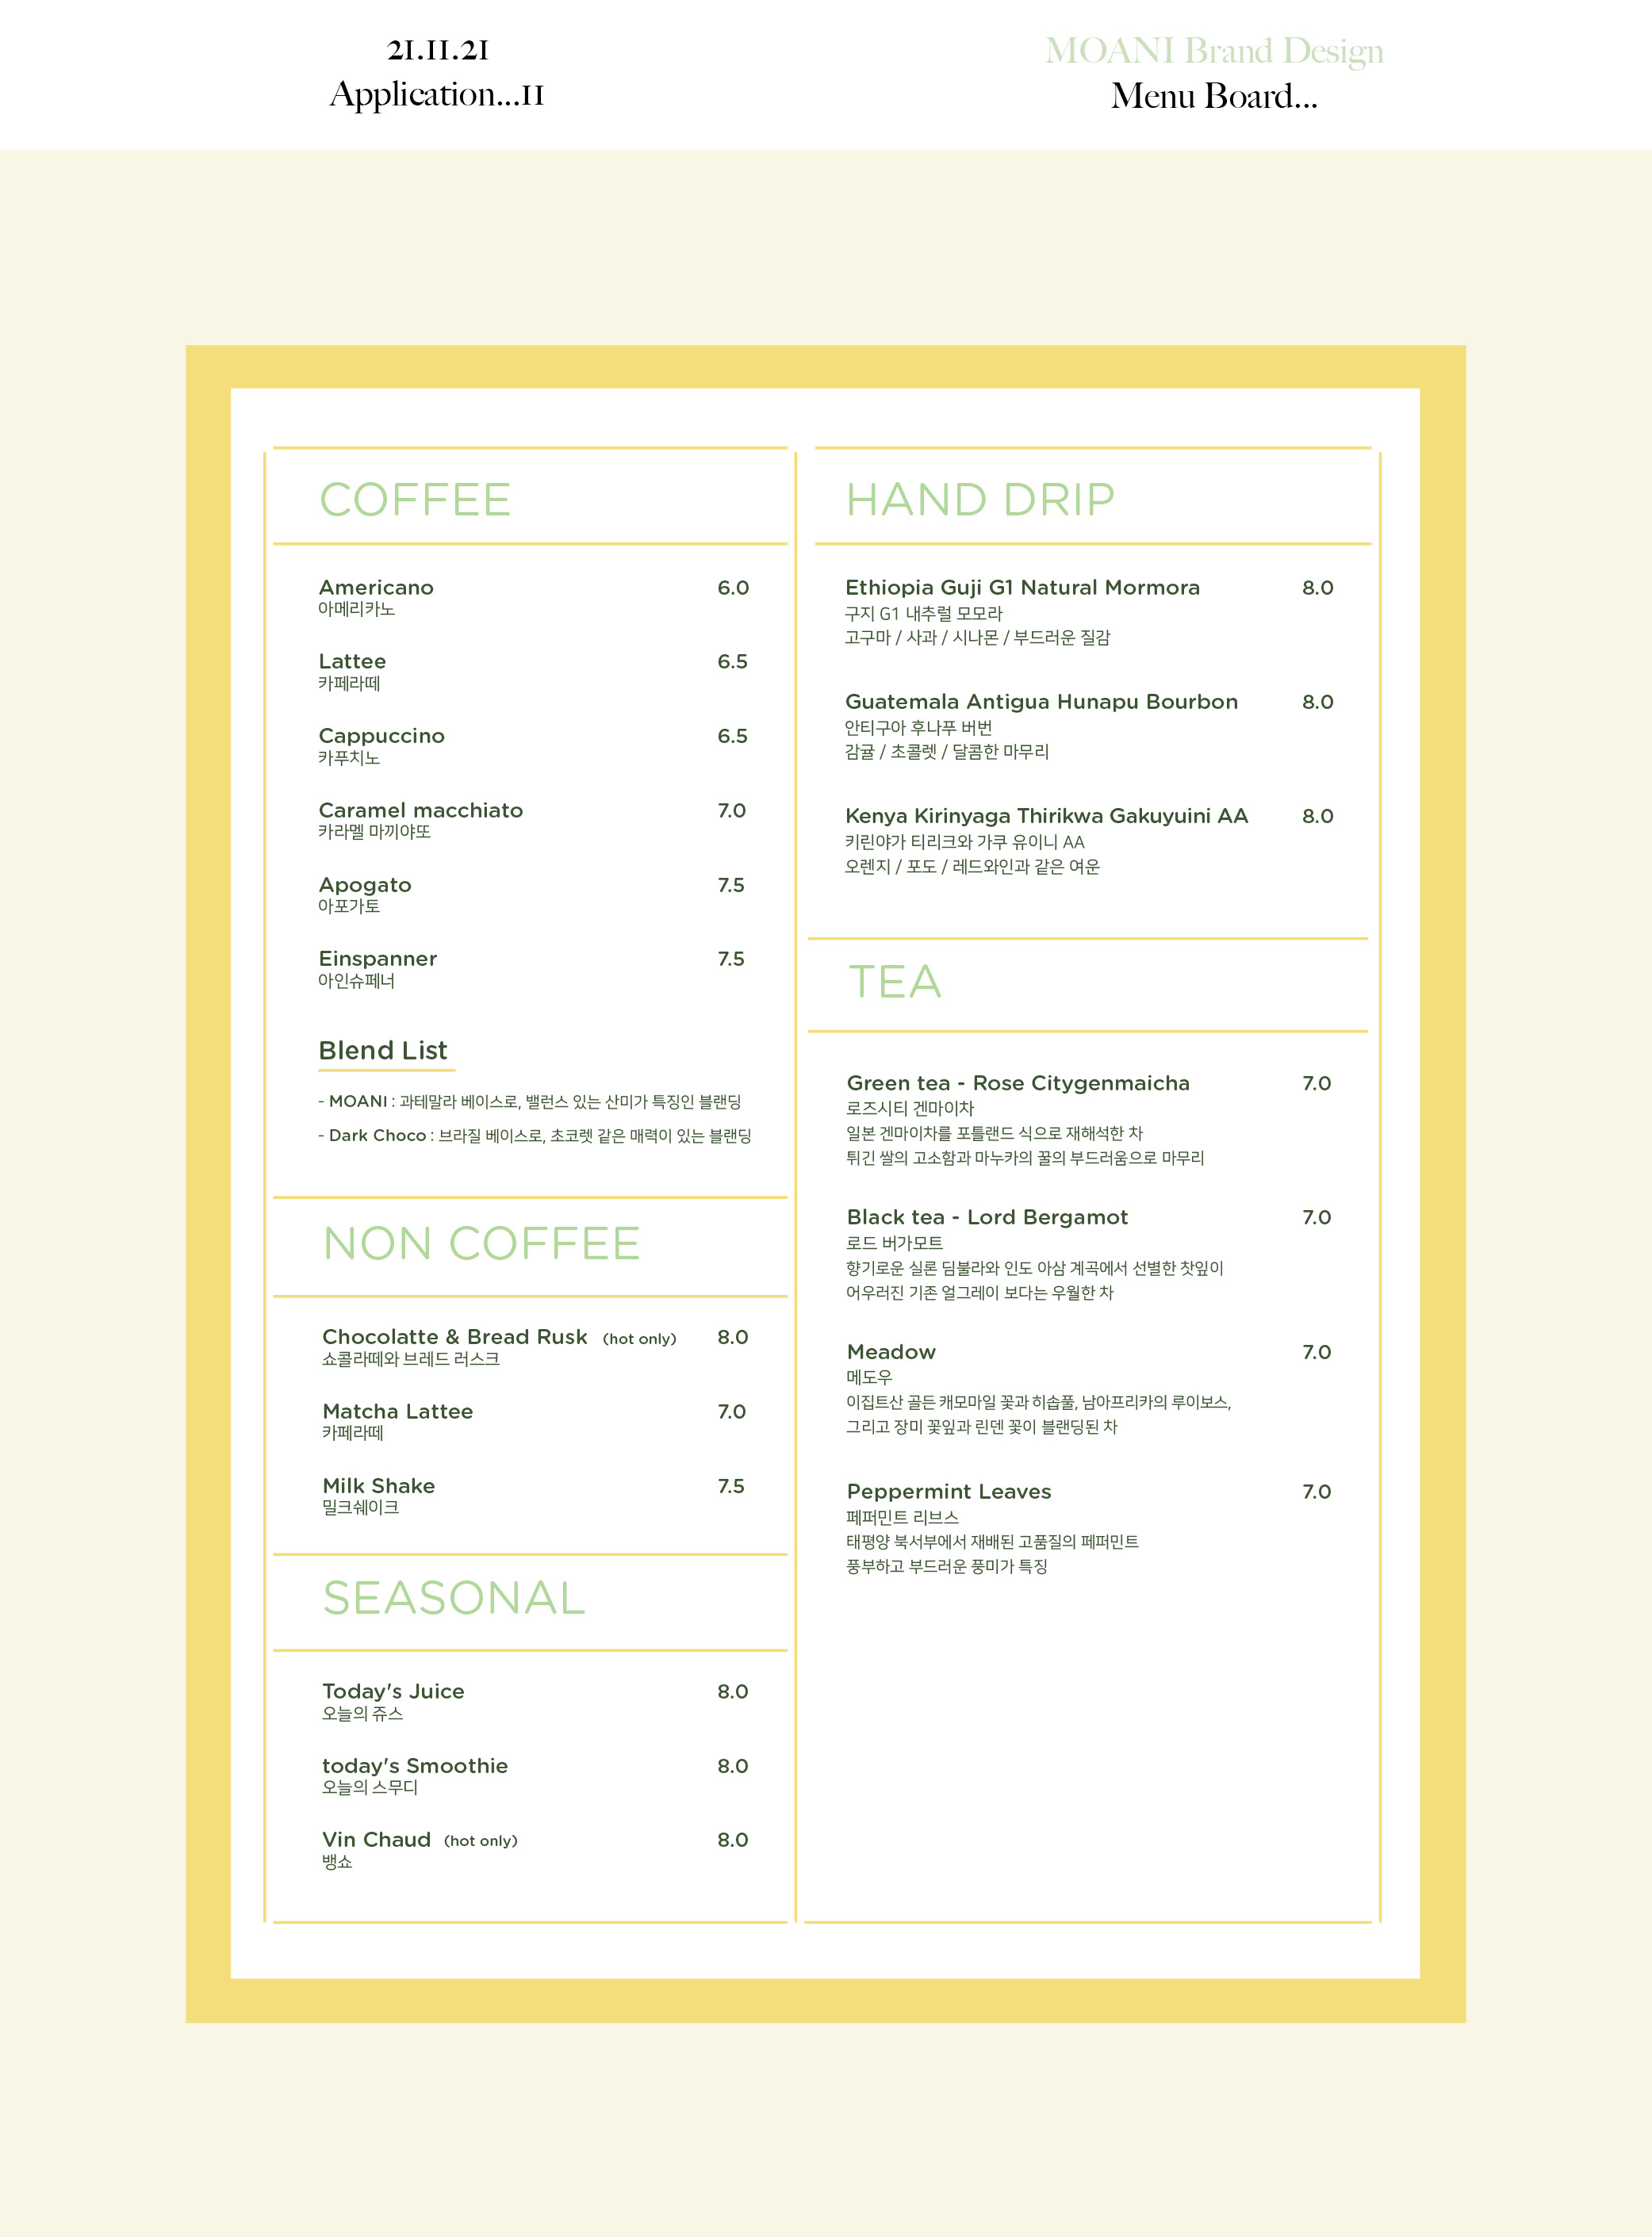 21.11.21
Application...11
MOANI Brand Design
Menu Board...
COFFEE
Americano 6.0
아메리카노
Lattee 6.5
카페라떼
Cappuccino 6.5
카푸치노
Caramel macchiato 7.0
카라멜 마끼야또
Apogato 7.5
아포가토
Einspanner 7.5
아인슈페너
Blend List
- MOANI : 과테말라 베이스로, 밸런스 있는 산미가 특징인 블랜딩
- Dark Choco : 브라질 베이스로, 초코렛 같은 매력이 있는 블랜딩
NON COFFEE
Chocolatte & Bread Rusk (hot only) 8.0
쇼콜라떼와 브레드 러스크
Matcha Lattee 7.0
카페라떼
Milk Shake 7.5
밀크쉐이크
SEASONAL
Today's Juice 8.0
오늘의 쥬스
today's Smoothie 8.0
오늘의 스무디
Vin Chaud (hot only) 8.0
뱅쇼
HAND DRIP
Ethiopia Guji G1 Natural Mormora 8.0
구지 G1 내추럴 모모라
고구마 / 사과 / 시나몬 / 부드러운 질감
Guatemala Antigua Hunapu Bourbon 8.0
안티구아 후나푸 버번
감귤 / 초콜렛 / 달콤한 마무리
Kenya Kirinyaga Thirikwa Gakuyuini AA 8.0
키린야가 티리크와 가쿠 유이니 AA
오렌지 / 포도 / 레드와인과 같은 여운
TEA
Green tea - Rose Citygenmaicha 7.0
로즈시티 겐마이차
일본 겐마이차를 포틀랜드 식으로 재해석한 차
튀긴 쌀의 고소함과 마누카의 꿀의 부드러움으로 마무리
Black tea - Lord Bergamot 7.0
로드 버가모트
향기로운 실론 딤불라와 인도 아삼 계곡에서 선별한 찻잎이
어우러진 기존 얼그레이 보다는 우월한 차
Meadow 7.0
메도우
이집트산 골든 캐모마일 꽃과 히솝풀, 남아프리카의 루이보스,
그리고 장미 꽃잎과 린덴 꽃이 블랜딩된 차
Peppermint Leaves 7.0
페퍼민트 리브스
태평양 북서부에서 재배된 고품질의 페퍼민트
풍부하고 부드러운 풍미가 특징